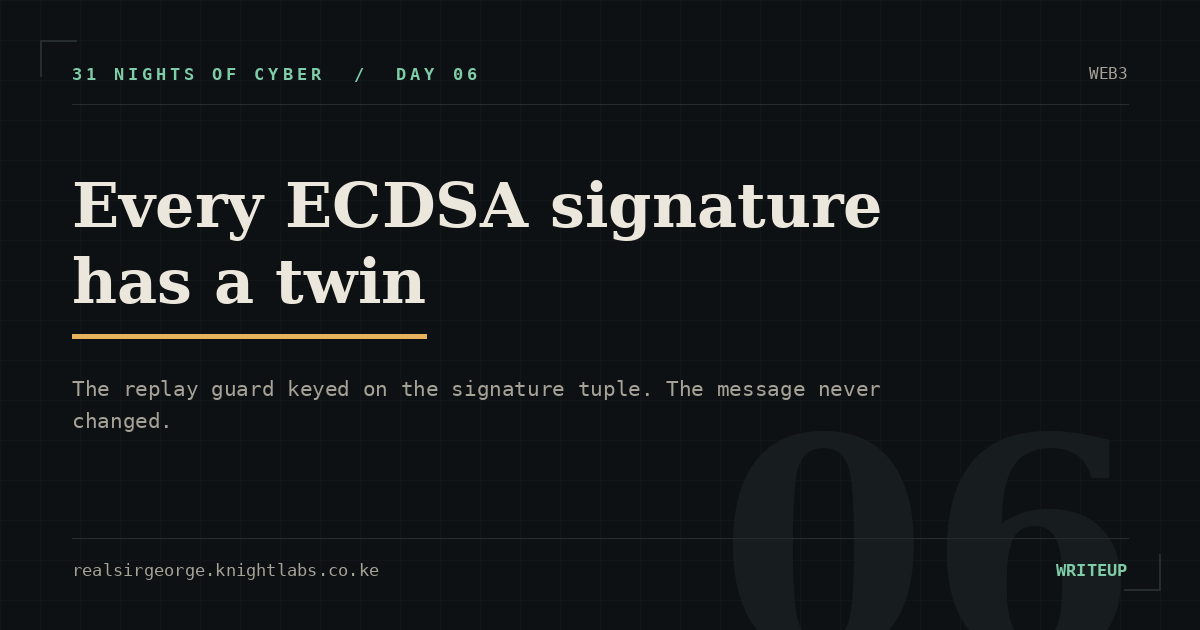 31 NIGHTS OF CYBER / DAY 06
WEB3
Every ECDSA signature
has a twin
The replay guard keyed on the signature tuple. The message never
changed.
06
realsirgeorge.knightlabs.co.ke
WRITEUP